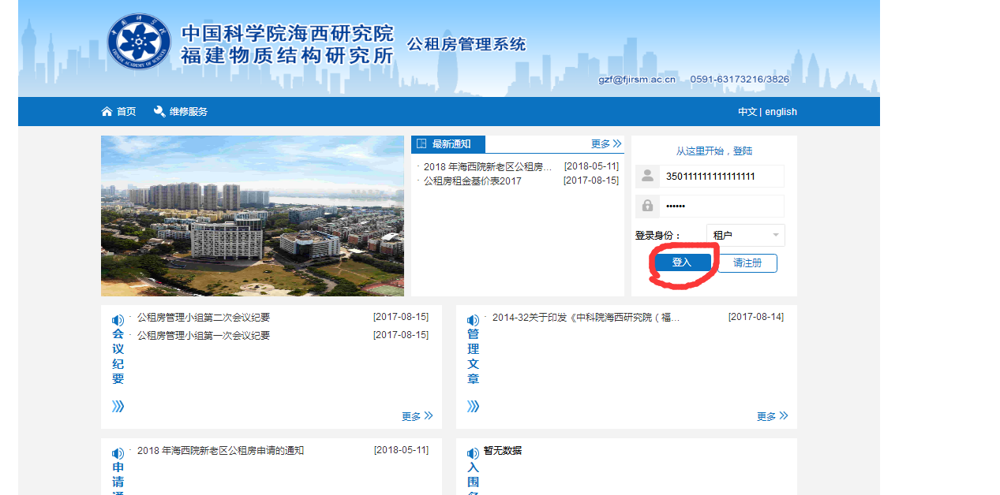 中国科学院海西研究院
福建物质结构研究所
公租房管理系统
CHINESE ACADEMY OF SCIENCES
gzf@fjirsm.ac.cn 0591-63173216/3826
首页 维修服务 中文 | english
最新通知 更多
· 2018 年海西院新老区公租房... [2018-05-11]
· 公租房租金基价表2017 [2017-08-15]
从这里开始，登陆
350111111111111111
••••••
登录身份： 租户
登入 请注册
会议纪要
· 公租房管理小组第二次会议纪要 [2017-08-15]
· 公租房管理小组第一次会议纪要 [2017-08-15]
更多
管理文章
· 2014-32关于印发《中科院海西研究院（福... [2017-08-14]
更多
申请
· 2018 年海西院新老区公租房申请的通知 [2018-05-11]
入围
暂无数据